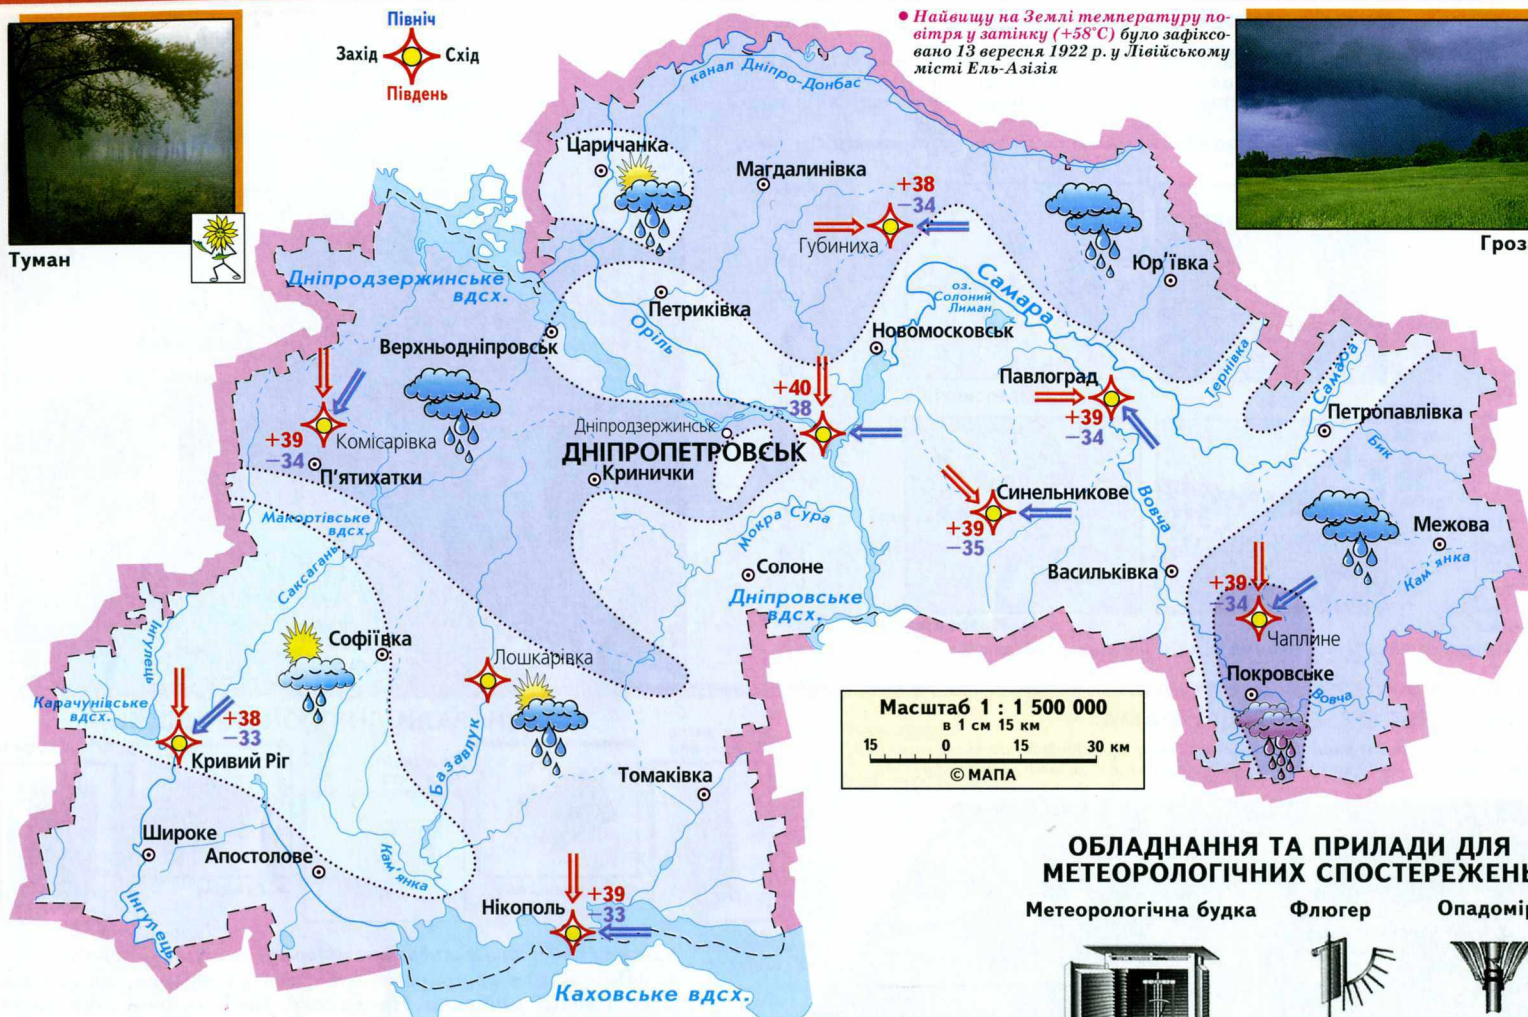 Північ
Захід
Схід
Південь
● Найвищу на Землі температуру по-
вітря у затінку (+58°С) було зафіксо-
вано 13 вересня 1922 р. у Лівійському
місті Ель-Азізія
Туман
Гроз
канал Дніпро-Донбас
Царичанка
Магдалинівка
+38
−34
Губиниха
Юр'ївка
Дніпродзержинське
вдсх.
Петриківка
Оріль
Самара
оз.
Солоний
Лиман
Новомосковськ
Верхньодніпровськ
Тернівка
Самара
Павлоград
+39
−34
Петропавлівка
Бик
+40
−38
Дніпродзержинськ
ДНІПРОПЕТРОВСЬК
Кринички
+39
−34
Комісарівка
П'ятихатки
Макортівське
вдсх.
Синельникове
+39
−35
Вовча
Мокра Сура
Солоне
Дніпровське
вдсх.
Васильківка
Межова
Кам'янка
+39
−34
Чаплине
Покровське
Вовча
Саксагань
Інгулець
Софіївка
Лошкарівка
Карачунівське
вдсх.
+38
−33
Кривий Ріг
Базавлук
Томаківка
Широке
Апостолове
Кам'янка
Інгулець
Нікополь
+39
−33
Каховське вдсх.
Масштаб 1 : 1 500 000
в 1 см 15 км
15 0 15 30 км
© МАПА
ОБЛАДНАННЯ ТА ПРИЛАДИ ДЛЯ
МЕТЕОРОЛОГІЧНИХ СПОСТЕРЕЖЕНЬ
Метеорологічна будка
Флюгер
Опадомір